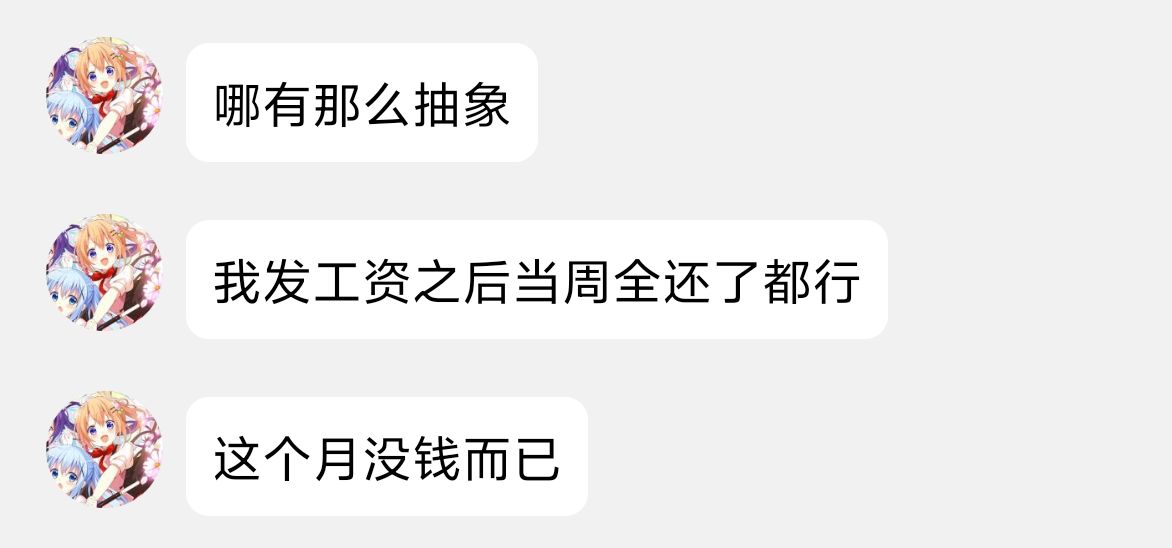 哪有那么抽象
我发工资之后当周全还了都行
这个月没钱而已